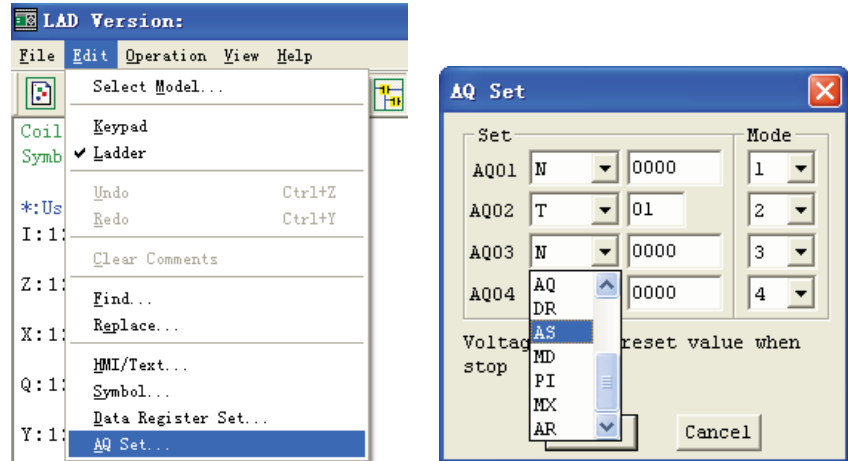 LAD Version:
File Edit Operation View Help
Select Model...
Coil
Keypad
Symb
✔ Ladder
Undo Ctrl+Z
*:Us
Redo Ctrl+Y
I:1
Clear Comments
Z:1
Find...
Replace...
X:1
HMI/Text...
Q:1
Symbol...
Data Register Set...
Y:1
AQ Set...
AQ Set
Set Mode
AQ01 N 0000 1
AQ02 T 01 2
AQ03 N 0000 3
AQ04 0000 4
AQ
DR
AS
MD
PI
MX
AR
Voltag reset value when
stop
Cancel